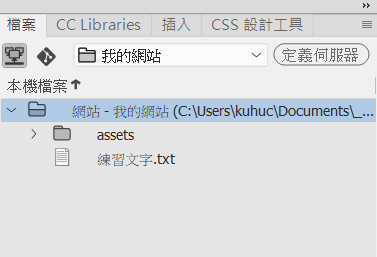 檔案 CC Libraries 插入 CSS 設計工具
我的網站 定義伺服器
本機檔案
網站 - 我的網站 (C:\Users\kuhuc\Documents\_...
assets
練習文字.txt